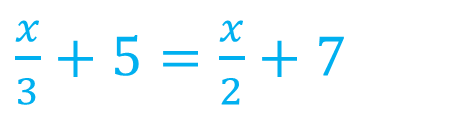 x/3 + 5 = x/2 + 7